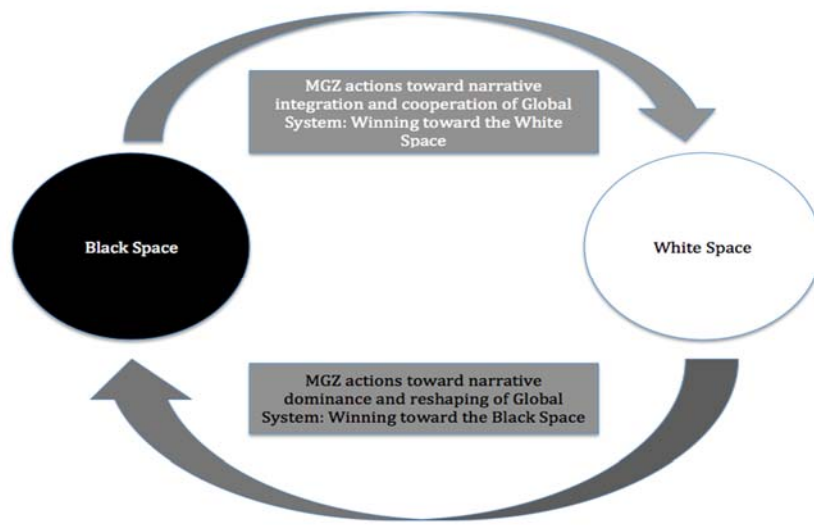 MGZ actions toward narrative
integration and cooperation of Global
System: Winning toward the White
Space
Black Space
White Space
MGZ actions toward narrative
dominance and reshaping of Global
System: Winning toward the Black Space